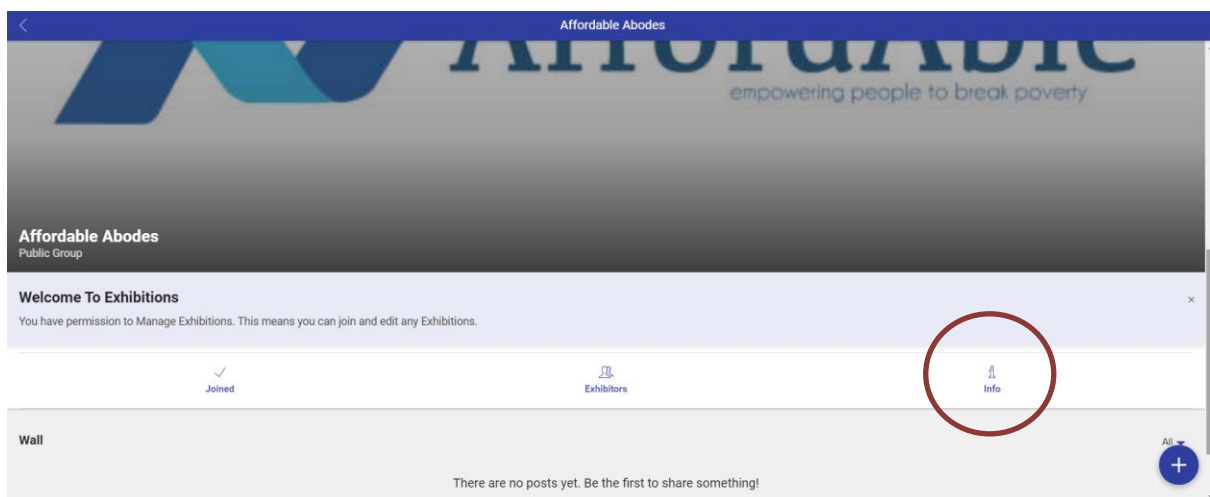 Affordable Abodes
AffordAble
empowering people to break poverty
Affordable Abodes
Public Group
Welcome To Exhibitions
×
You have permission to Manage Exhibitions. This means you can join and edit any Exhibitions.
Joined
Exhibitors
Info
Wall
All
+
There are no posts yet. Be the first to share something!